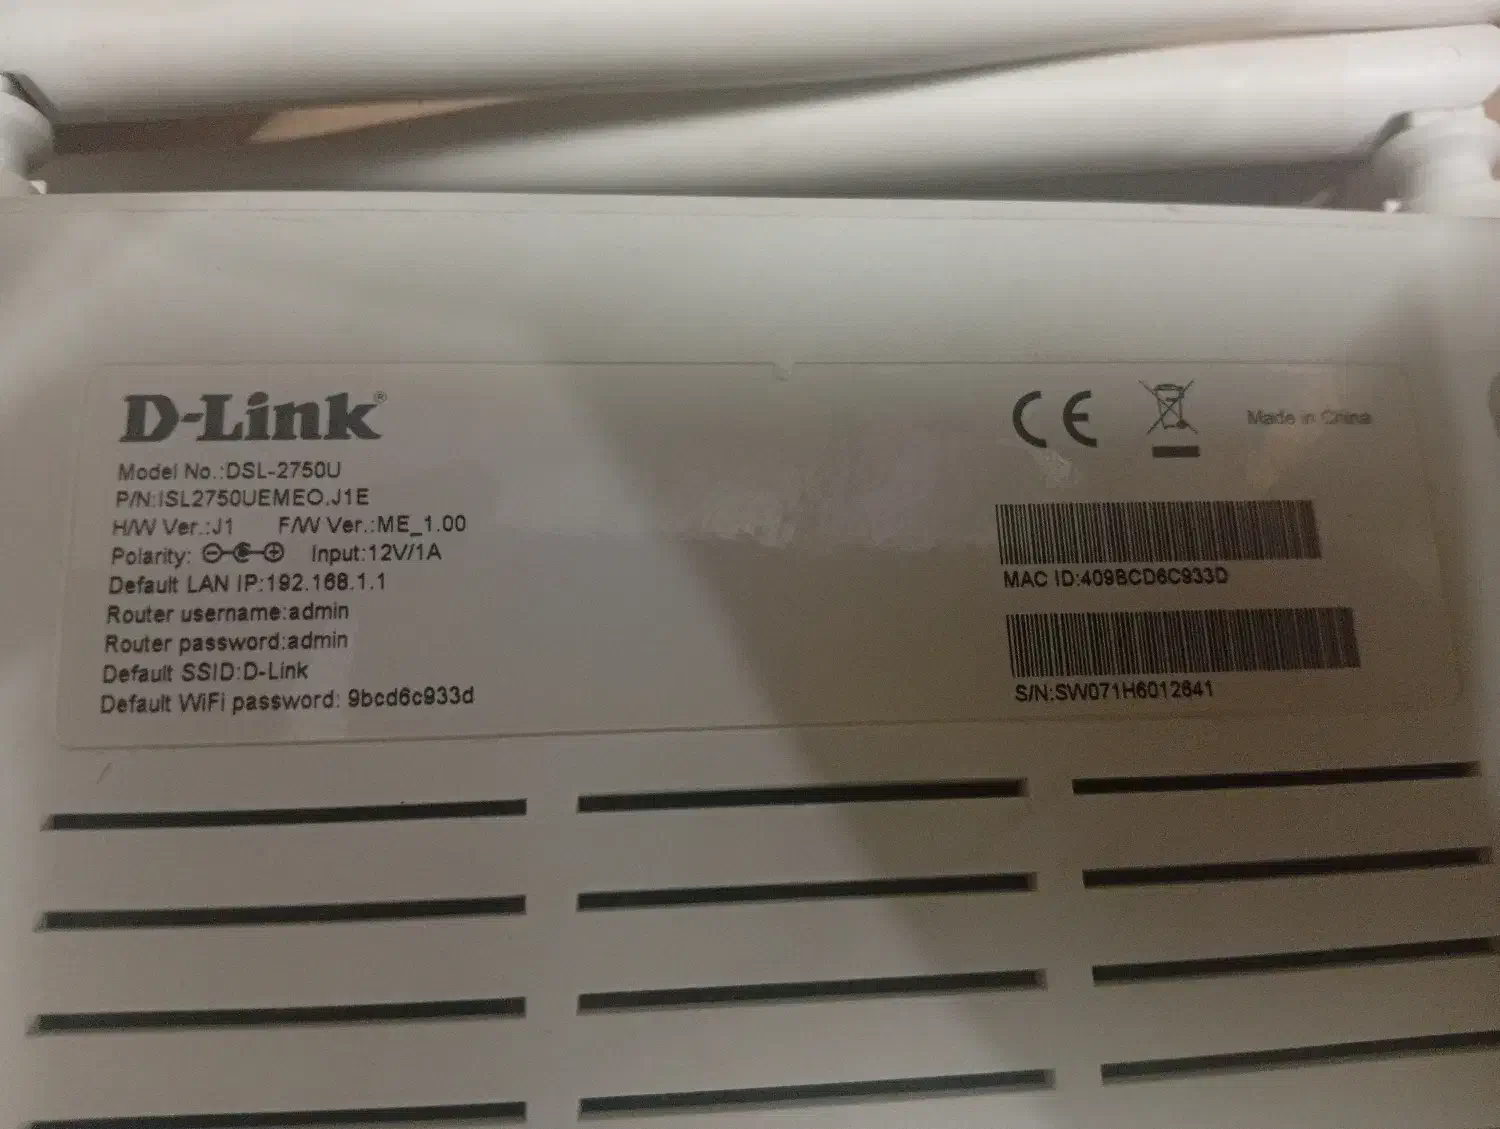 D-Link®
Model No.:DSL-2750U
P/N:ISL2750UEMEO.J1E
H/W Ver.:J1 F/W Ver.:ME_1.00
Polarity: Input:12V/1A
Default LAN IP:192.168.1.1
Router username:admin
Router password:admin
Default SSID:D-Link
Default WiFi password: 9bcd6c933d
CE
Made in China
MAC ID:409BCD6C933D
S/N:SW071H6012641